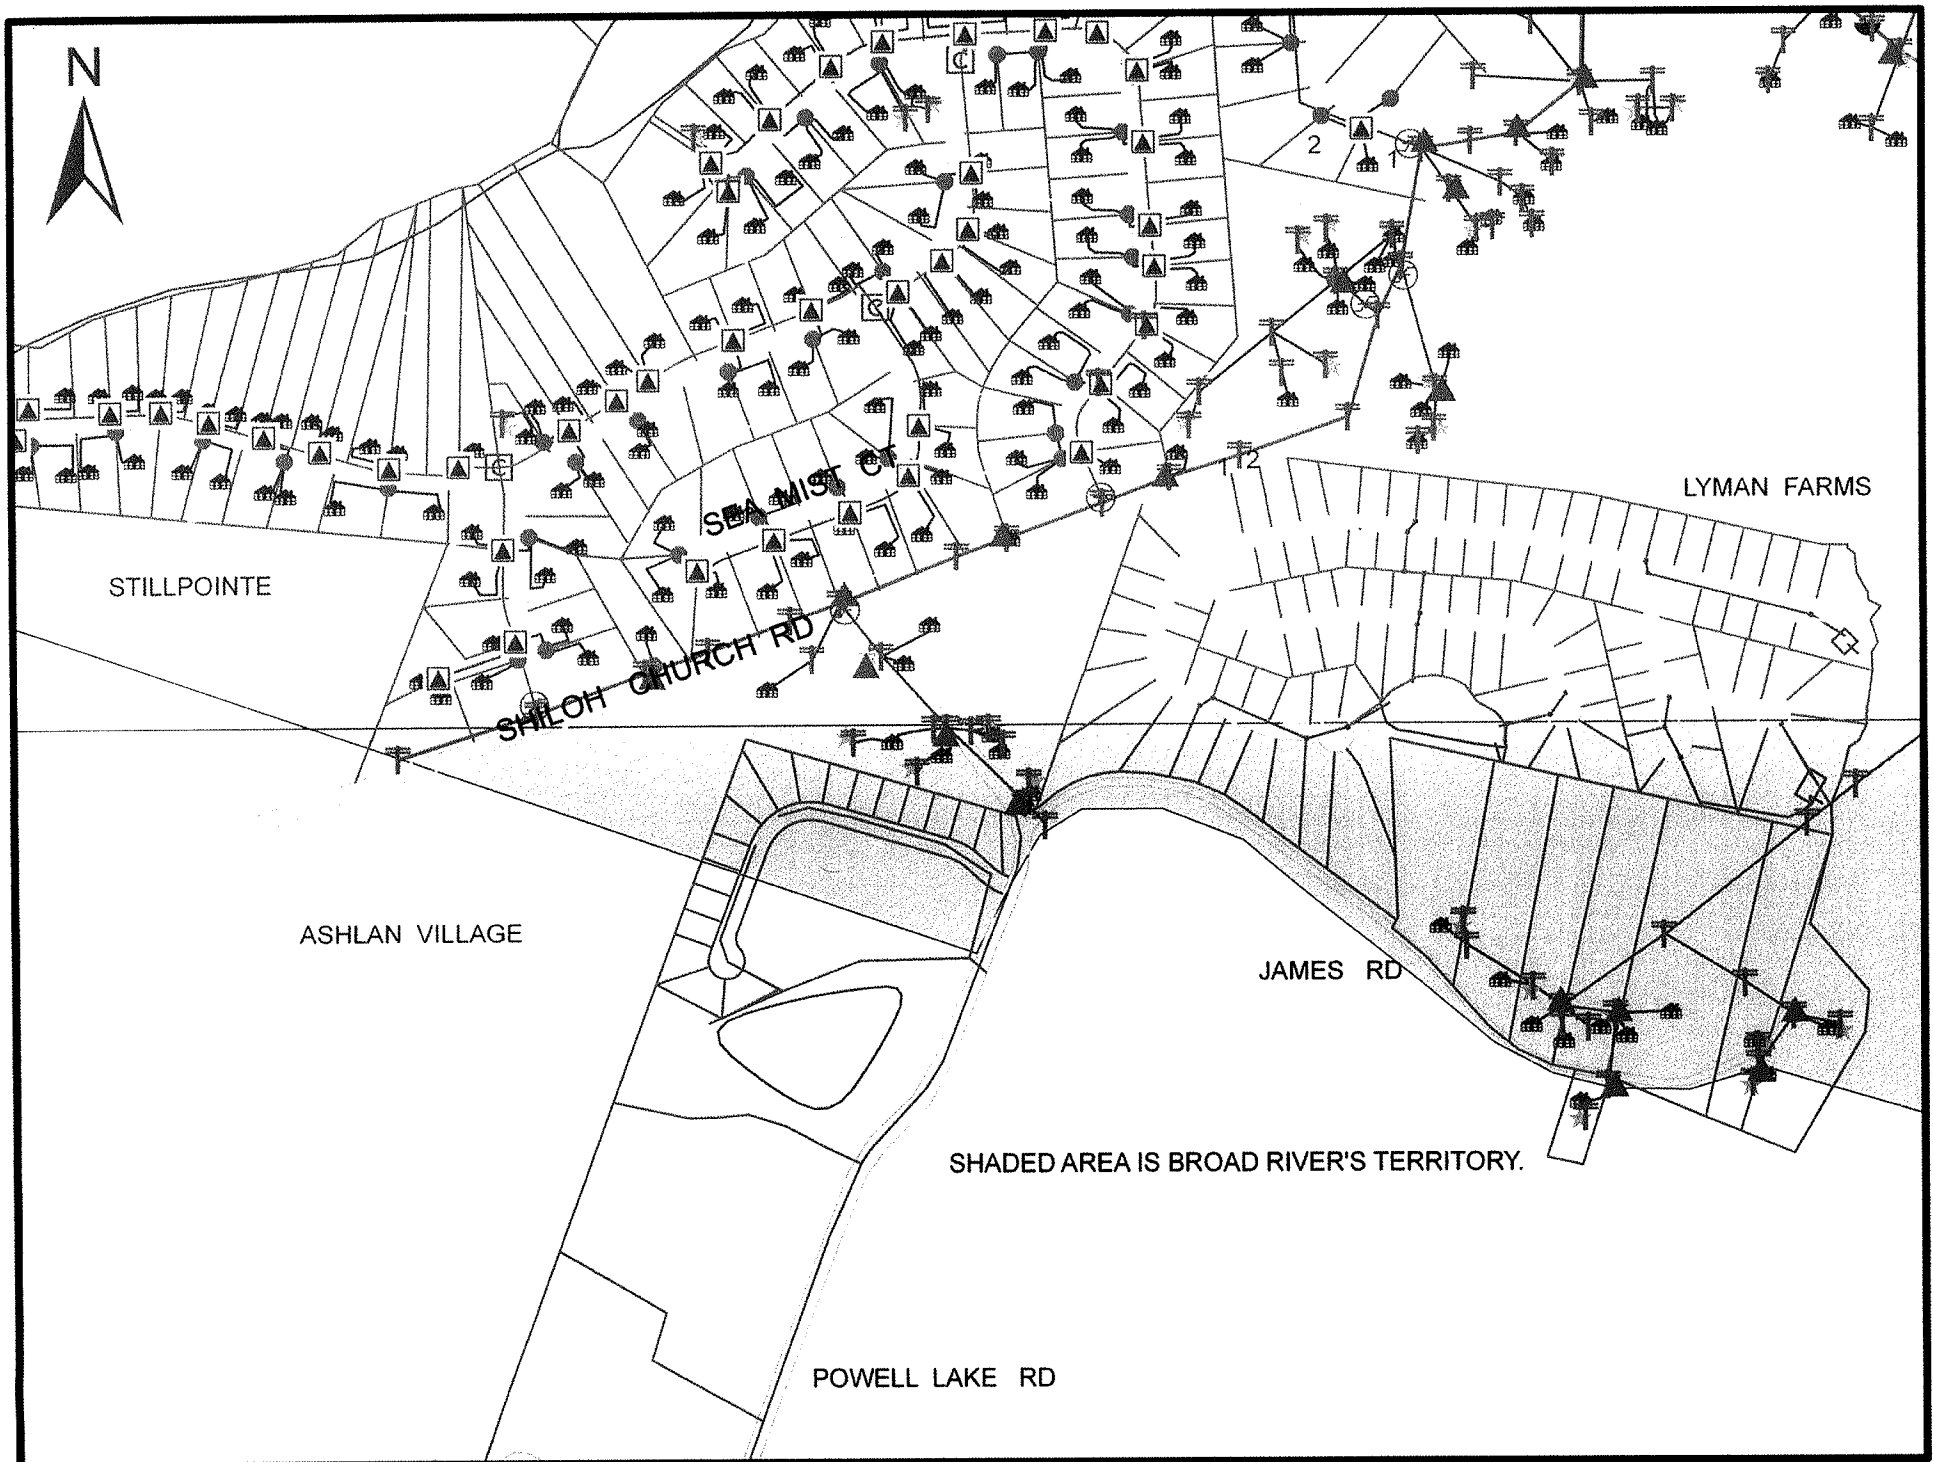 N
C
2
1
C
C
SEA MIST CT
1
2
LYMAN FARMS
STILLPOINTE
SHILOH CHURCH RD
ASHLAN VILLAGE
JAMES RD
SHADED AREA IS BROAD RIVER'S TERRITORY.
POWELL LAKE RD